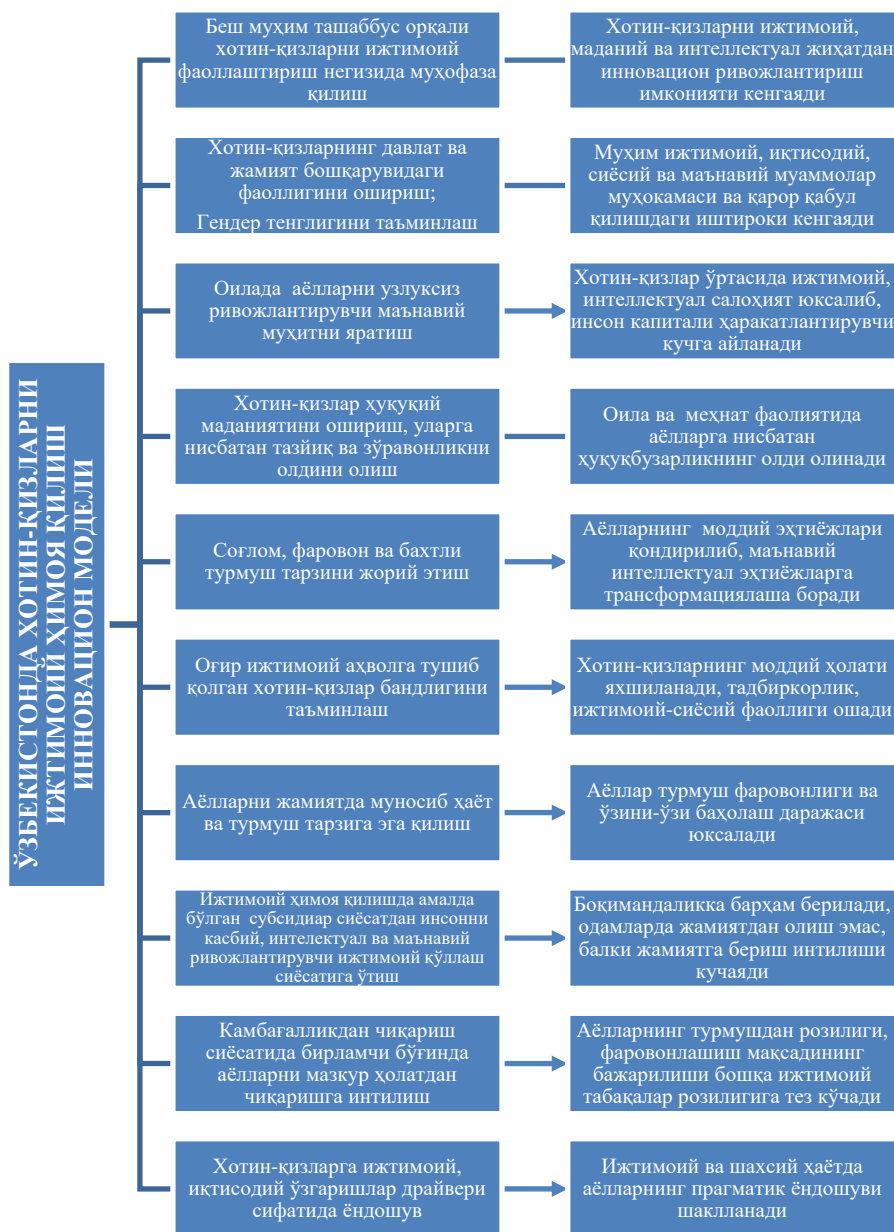 ЎЗБЕКИСТОНДА ХОТИН-ҚИЗЛАРНИ
ИЖТИМОИЙ ҲИМОЯ ҚИЛИШ
ИННОВАЦИОН МОДЕЛИ
Беш муҳим ташаббус орқали
хотин-қизларни ижтимоий
фаоллаштириш негизида муҳофаза
қилиш
Хотин-қизларни ижтимоий,
маданий ва интеллектуал жиҳатдан
инновацион ривожлантириш
имконияти кенгаяди
Хотин-қизларнинг давлат ва
жамият бошқарувидаги
фаоллигини ошириш;
Гендер тенглигини таъминлаш
Муҳим ижтимоий, иқтисодий,
сиёсий ва маънавий муаммолар
муҳокамаси ва қарор қабул
қилишдаги иштироки кенгаяди
Оилада аёлларни узлуксиз
ривожлантирувчи маънавий
муҳитни яратиш
Хотин-қизлар ўртасида ижтимоий,
интеллектуал салоҳият юксалиб,
инсон капитали ҳаракатлантирувчи
кучга айланади
Хотин-қизлар ҳуқуқий
маданиятини ошириш, уларга
нисбатан тазйиқ ва зўравонликни
олдини олиш
Оила ва меҳнат фаолиятида
аёлларга нисбатан
ҳуқуқбузарликнинг олди олинади
Соғлом, фаровон ва бахтли
турмуш тарзини жорий этиш
Аёлларнинг моддий эҳтиёжлари
қондирилиб, маънавий
интеллектуал эҳтиёжларга
трансформациялаша боради
Оғир ижтимоий аҳволга тушиб
қолган хотин-қизлар бандлигини
таъминлаш
Хотин-қизларнинг моддий ҳолати
яхшиланади, тадбиркорлик,
ижтимоий-сиёсий фаоллиги ошади
Аёлларни жамиятда муносиб ҳаёт
ва турмуш тарзига эга қилиш
Аёллар турмуш фаровонлиги ва
ўзини-ўзи баҳолаш даражаси
юксалади
Ижтимоий ҳимоя қилишда амалда
бўлган субсидиар сиёсатдан инсонни
касбий, интелектуал ва маънавий
ривожлантирувчи ижтимоий қўллаш
сиёсатига ўтиш
Боқимандаликка барҳам берилади,
одамларда жамиятдан олиш эмас,
балки жамиятга бериш интилиши
кучаяди
Камбағалликдан чиқариш
сиёсатида бирламчи бўғинда
аёлларни мазкур ҳолатдан
чиқаришга интилиш
Аёлларнинг турмушдан розилиги,
фаровонлашиш мақсадининг
бажарилиши бошқа ижтимоий
табақалар розилигига тез кўчади
Хотин-қизларга ижтимоий,
иқтисодий ўзгаришлар драйвери
сифатида ёндошув
Ижтимоий ва шахсий ҳаётда
аёлларнинг прагматик ёндошуви
шаклланади